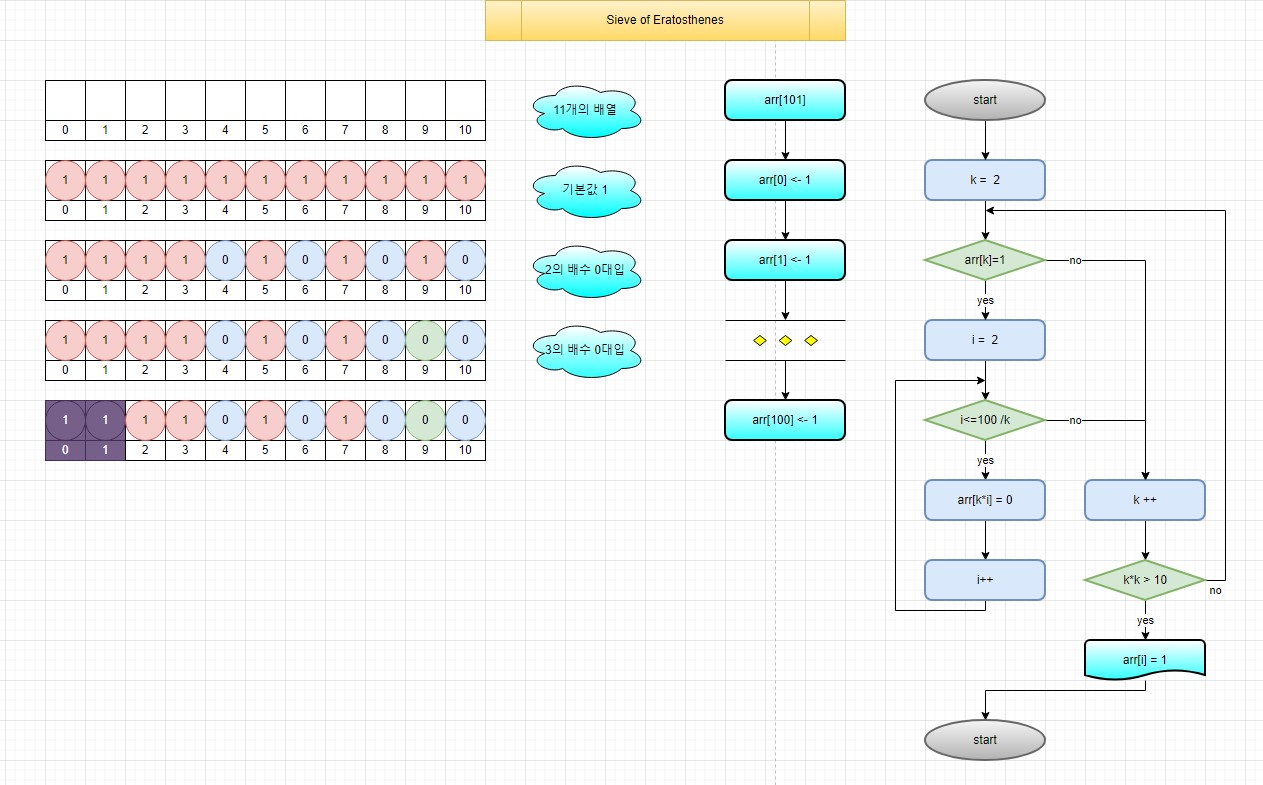 Sieve of Eratosthenes
0 1 2 3 4 5 6 7 8 9 10
11개의 배열
1 1 1 1 1 1 1 1 1 1 1
0 1 2 3 4 5 6 7 8 9 10
기본값 1
1 1 1 1 0 1 0 1 0 1 0
0 1 2 3 4 5 6 7 8 9 10
2의 배수 0대입
1 1 1 1 0 1 0 1 0 0 0
0 1 2 3 4 5 6 7 8 9 10
3의 배수 0대입
1 1 1 1 0 1 0 1 0 0 0
0 1 2 3 4 5 6 7 8 9 10
arr[101]
arr[0] <- 1
arr[1] <- 1
arr[100] <- 1
start
k = 2
arr[k]=1
no
yes
i = 2
i<=100 /k
no
yes
arr[k*i] = 0
i++
k ++
k*k > 10
no
yes
arr[i] = 1
start